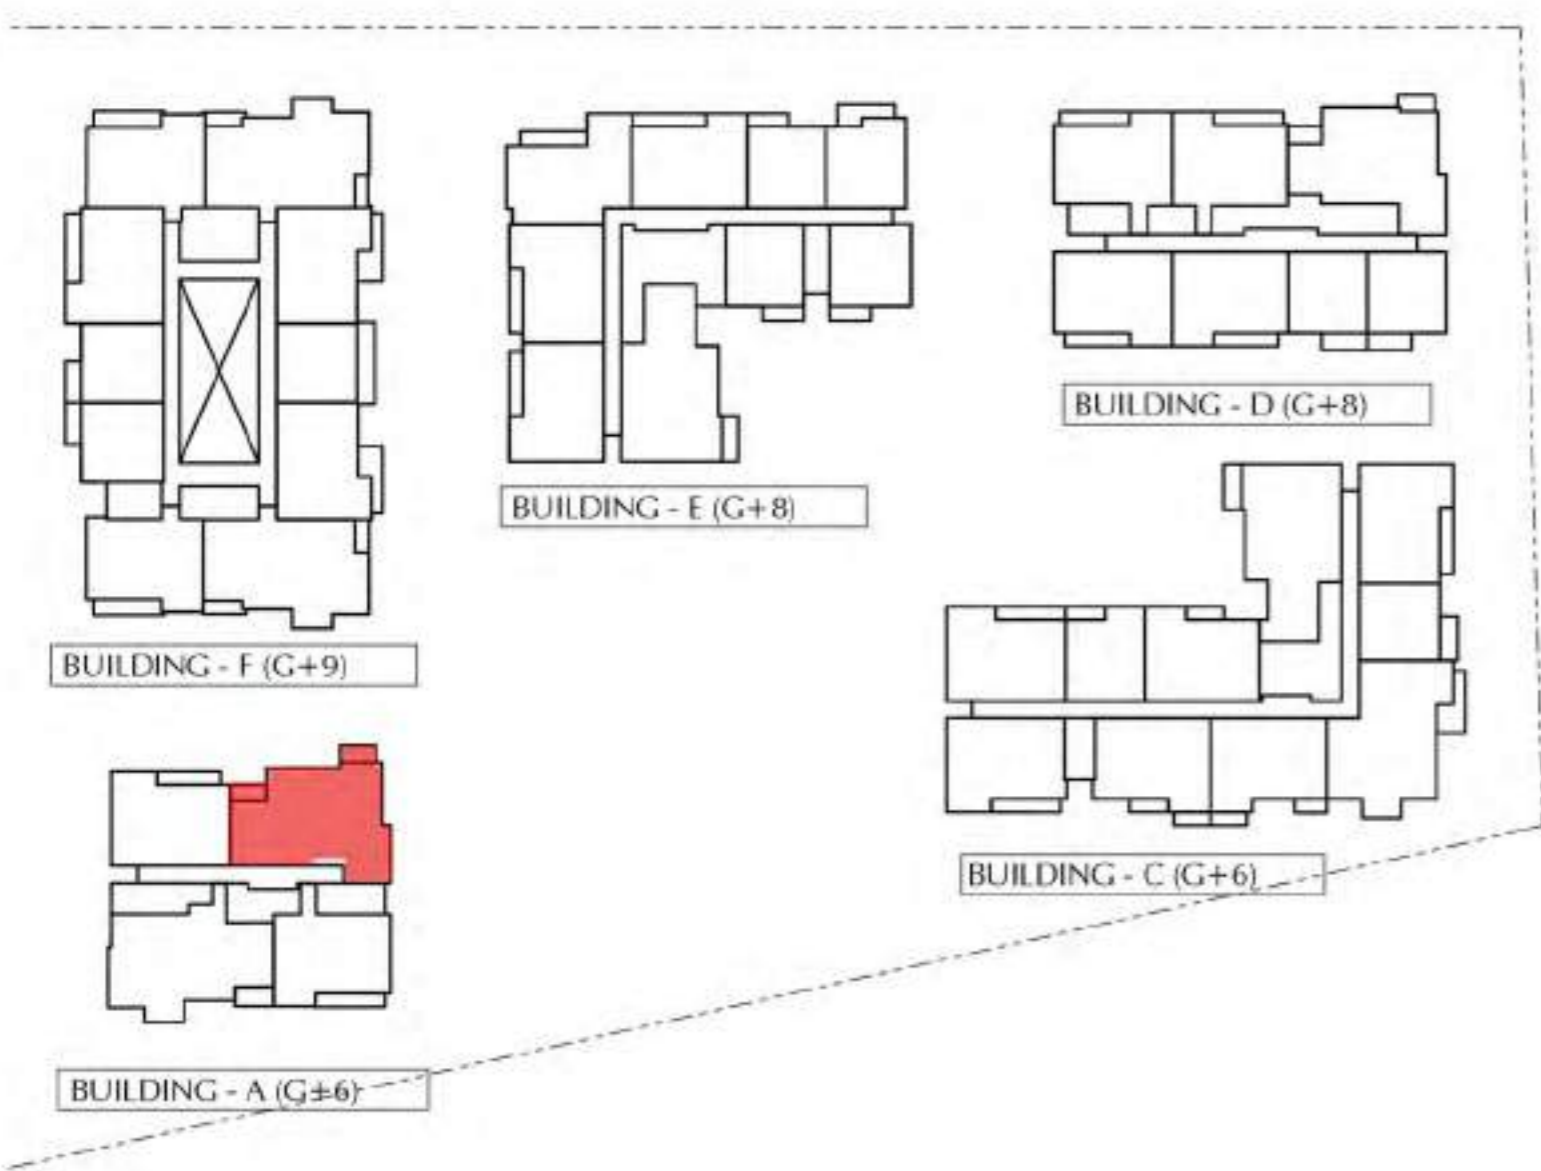 BUILDING - D (G+8)
BUILDING - E (G+8)
BUILDING - F (G+9)
BUILDING - C (G+6)
BUILDING - A (G+6)